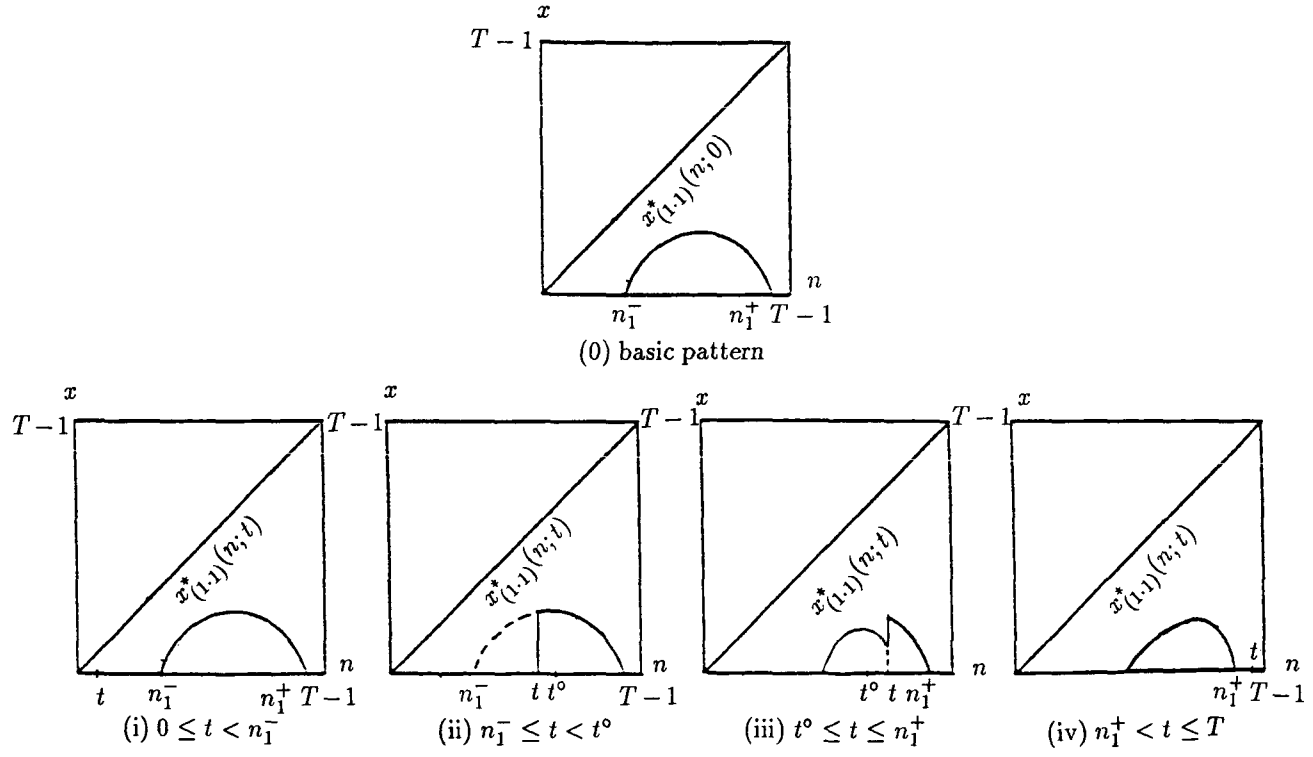 x
T − 1
x*(1·1)(n; 0)
n
n₁⁻ n₁⁺ T − 1
(0) basic pattern
x x x x
T − 1 T − 1 T − 1 T − 1
x*(1·1)(n; t) x*(1·1)(n; t) x*(1·1)(n; t) x*(1·1)(n; t)
n n n t n
t n₁⁻ n₁⁺ T − 1 n₁⁻ t t° T − 1 t° t n₁⁺ n₁⁺ T − 1
(i) 0 ≤ t < n₁⁻ (ii) n₁⁻ ≤ t < t° (iii) t° ≤ t ≤ n₁⁺ (iv) n₁⁺ < t ≤ T